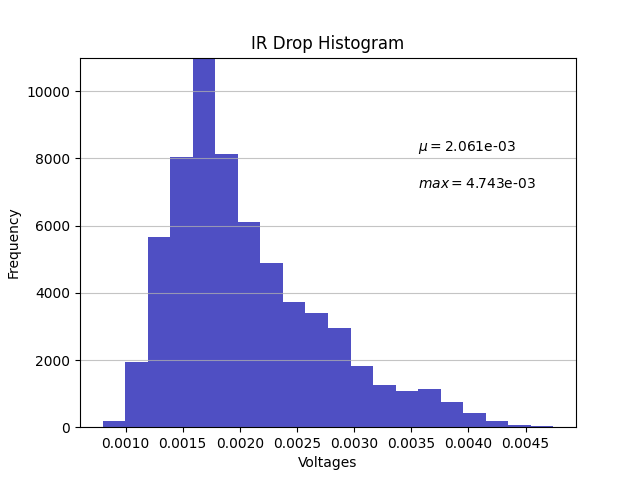 IR Drop Histogram
10000
8000
6000
4000
2000
0
Frequency
μ = 2.061e-03
max = 4.743e-03
0.0010 0.0015 0.0020 0.0025 0.0030 0.0035 0.0040 0.0045
Voltages